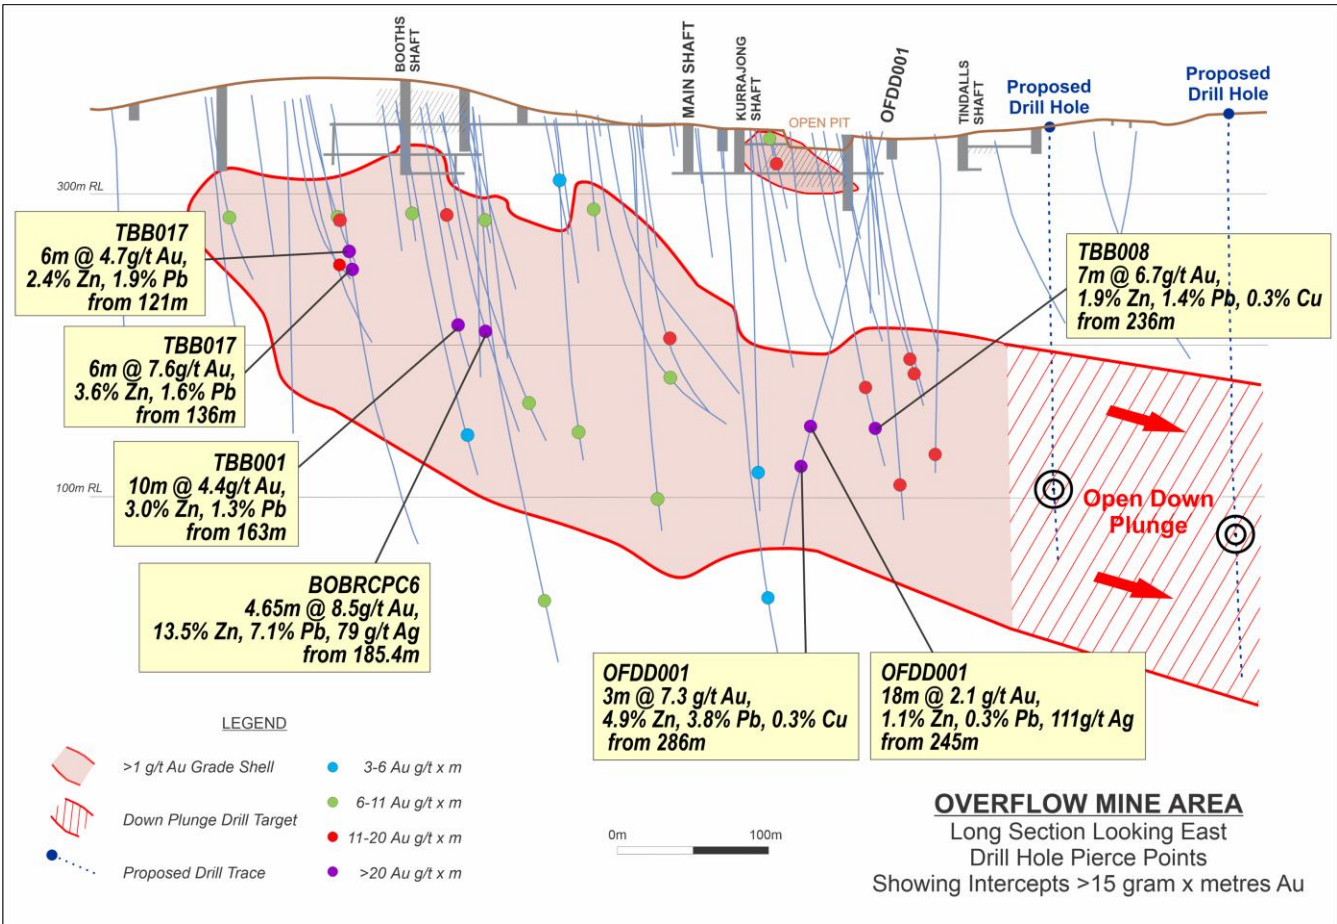 BOOTHS
SHAFT
MAIN SHAFT
KURRAJONG
SHAFT
OPEN PIT
OFDD001
TINDALLS
SHAFT
Proposed
Drill Hole
Proposed
Drill Hole
300m RL
100m RL
TBB017
6m @ 4.7g/t Au,
2.4% Zn, 1.9% Pb
from 121m
TBB017
6m @ 7.6g/t Au,
3.6% Zn, 1.6% Pb
from 136m
TBB001
10m @ 4.4g/t Au,
3.0% Zn, 1.3% Pb
from 163m
BOBRCPC6
4.65m @ 8.5g/t Au,
13.5% Zn, 7.1% Pb, 79 g/t Ag
from 185.4m
TBB008
7m @ 6.7g/t Au,
1.9% Zn, 1.4% Pb, 0.3% Cu
from 236m
Open Down
Plunge
OFDD001
3m @ 7.3 g/t Au,
4.9% Zn, 3.8% Pb, 0.3% Cu
from 286m
OFDD001
18m @ 2.1 g/t Au,
1.1% Zn, 0.3% Pb, 111g/t Ag
from 245m
LEGEND
>1 g/t Au Grade Shell
Down Plunge Drill Target
Proposed Drill Trace
3-6 Au g/t x m
6-11 Au g/t x m
11-20 Au g/t x m
>20 Au g/t x m
0m 100m
OVERFLOW MINE AREA
Long Section Looking East
Drill Hole Pierce Points
Showing Intercepts >15 gram x metres Au